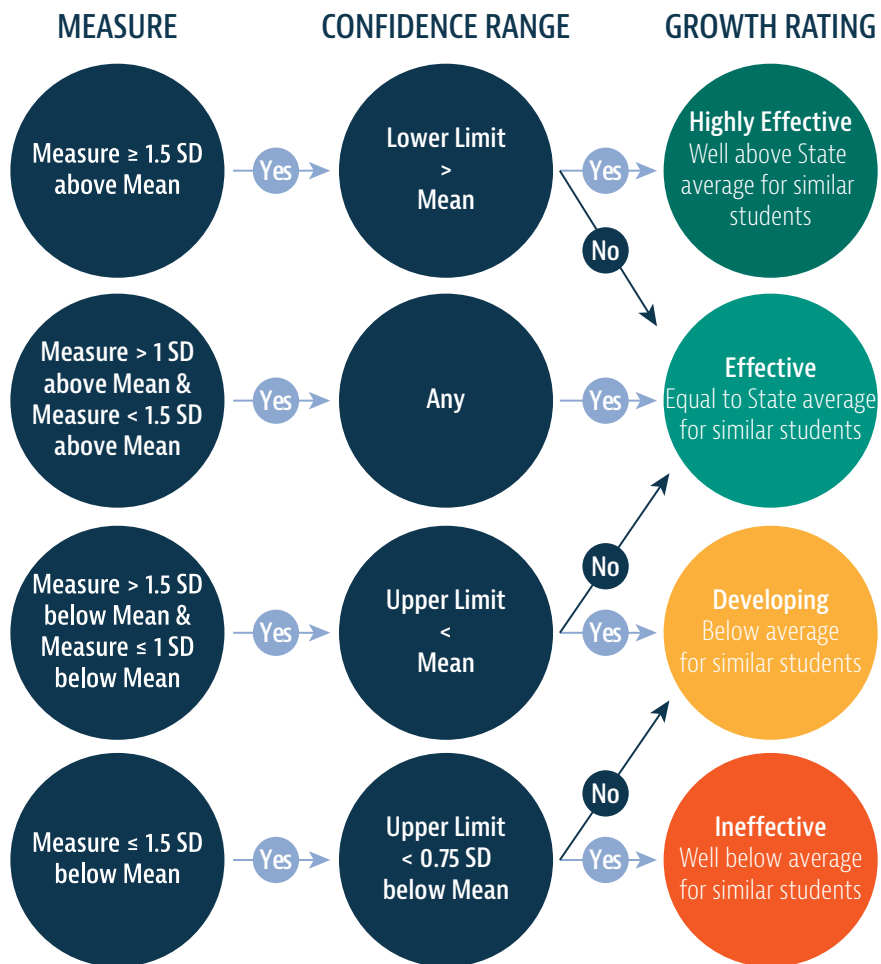 MEASURE
CONFIDENCE RANGE
GROWTH RATING
Measure ≥ 1.5 SD
above Mean
Yes
Lower Limit
>
Mean
Yes
No
Highly Effective
Well above State
average for similar
students
Measure > 1 SD
above Mean &
Measure < 1.5 SD
above Mean
Yes
Any
Yes
Effective
Equal to State average
for similar students
Measure > 1.5 SD
below Mean &
Measure ≤ 1 SD
below Mean
Yes
Upper Limit
<
Mean
No
Yes
Developing
Below average
for similar students
Measure ≤ 1.5 SD
below Mean
Yes
Upper Limit
< 0.75 SD
below Mean
No
Yes
Ineffective
Well below average
for similar students